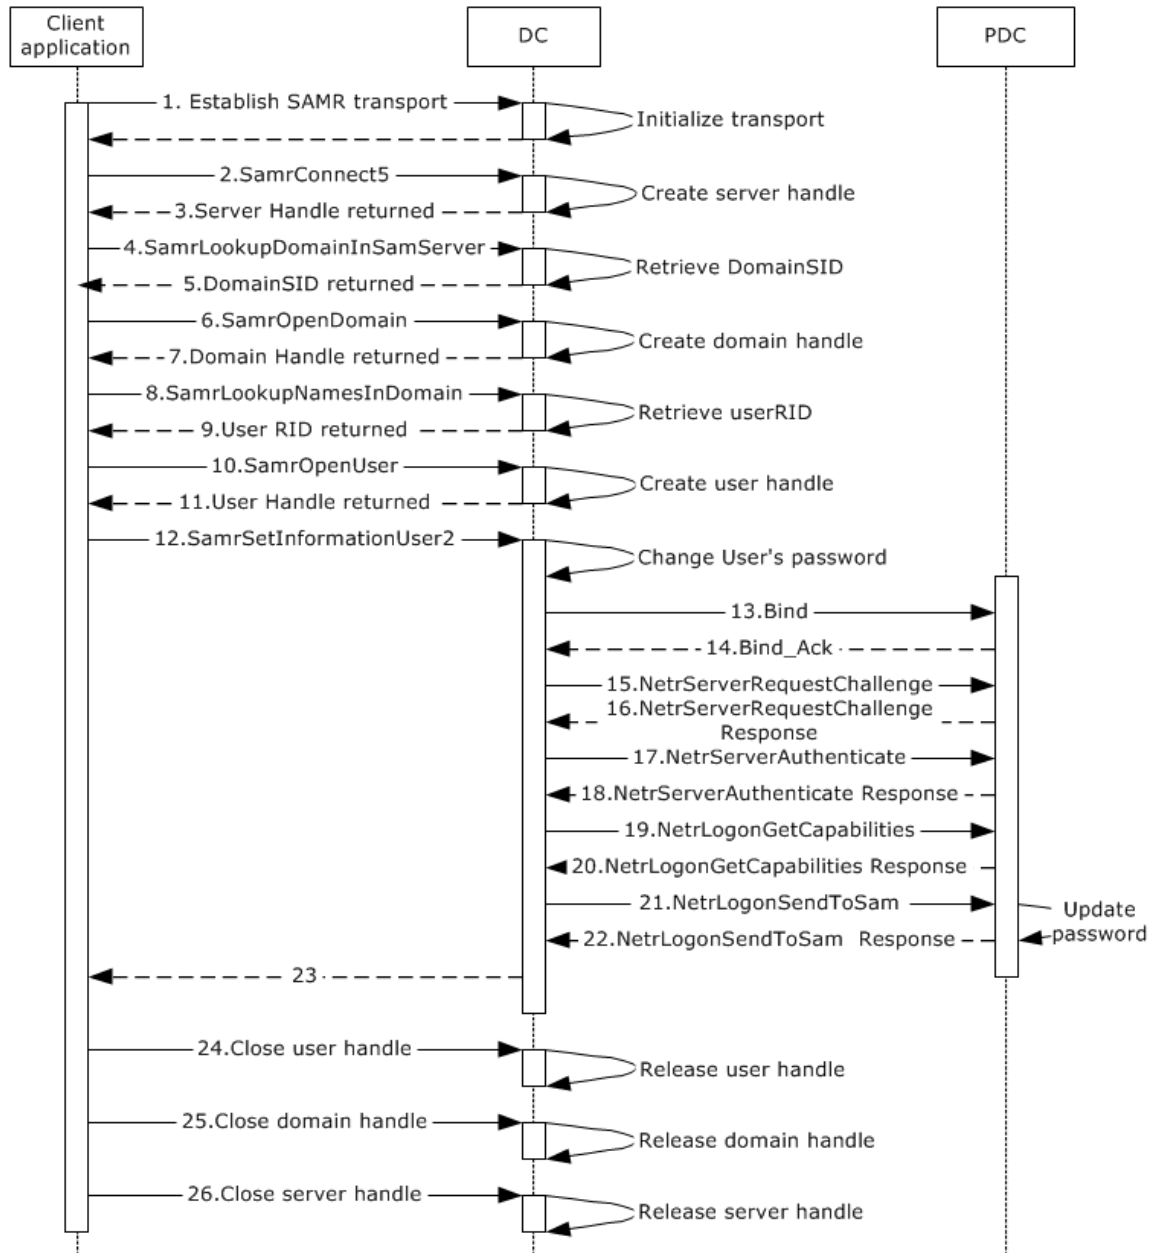 Client
application
DC
PDC
1. Establish SAMR transport
Initialize transport
2.SamrConnect5
Create server handle
3.Server Handle returned
4.SamrLookupDomainInSamServer
Retrieve DomainSID
5.DomainSID returned
6.SamrOpenDomain
Create domain handle
7.Domain Handle returned
8.SamrLookupNamesInDomain
Retrieve userRID
9.User RID returned
10.SamrOpenUser
Create user handle
11.User Handle returned
12.SamrSetInformationUser2
Change User's password
13.Bind
14.Bind_Ack
15.NetrServerRequestChallenge
16.NetrServerRequestChallenge
Response
17.NetrServerAuthenticate
18.NetrServerAuthenticate Response
19.NetrLogonGetCapabilities
20.NetrLogonGetCapabilities Response
21.NetrLogonSendToSam
Update
password
22.NetrLogonSendToSam Response
23
24.Close user handle
Release user handle
25.Close domain handle
Release domain handle
26.Close server handle
Release server handle